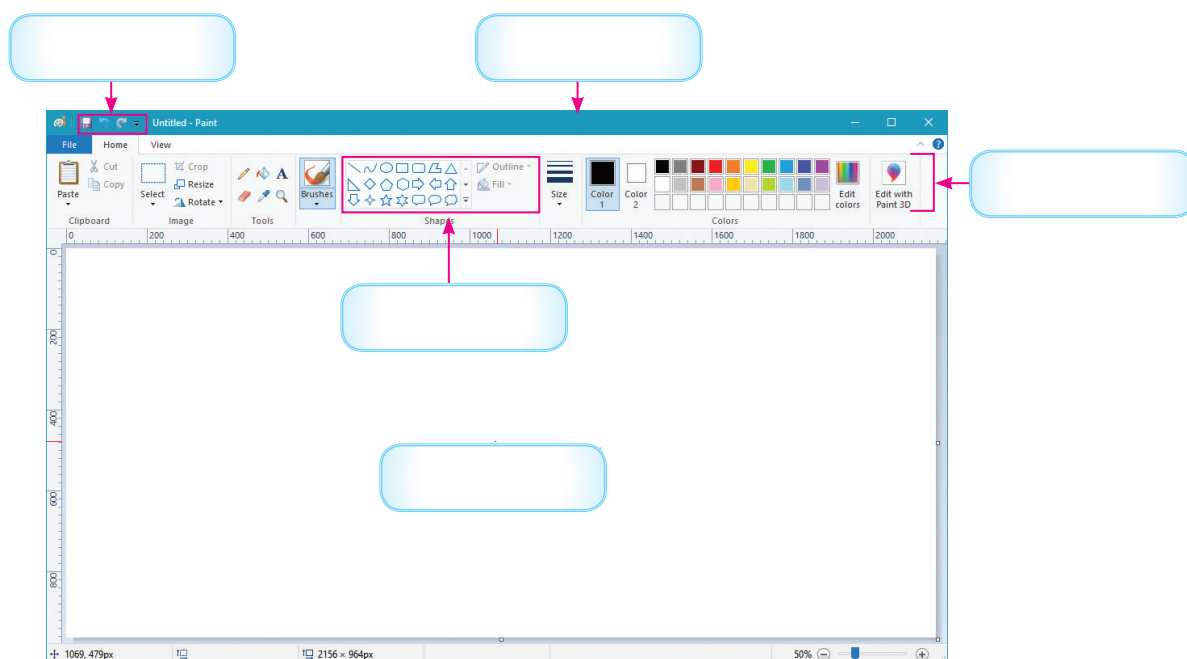 Untitled - Paint
File Home View
Paste
Cut
Copy
Clipboard
Select
Crop
Resize
Rotate
Image
A
Tools
Brushes
Outline
Fill
Shapes
Size
Color 1
Color 2
Edit colors
Colors
Edit with Paint 3D
0 200 400 600 800 1000 1200 1400 1600 1800 2000
0
200
400
600
800
1069, 479px
2156 × 964px
50%